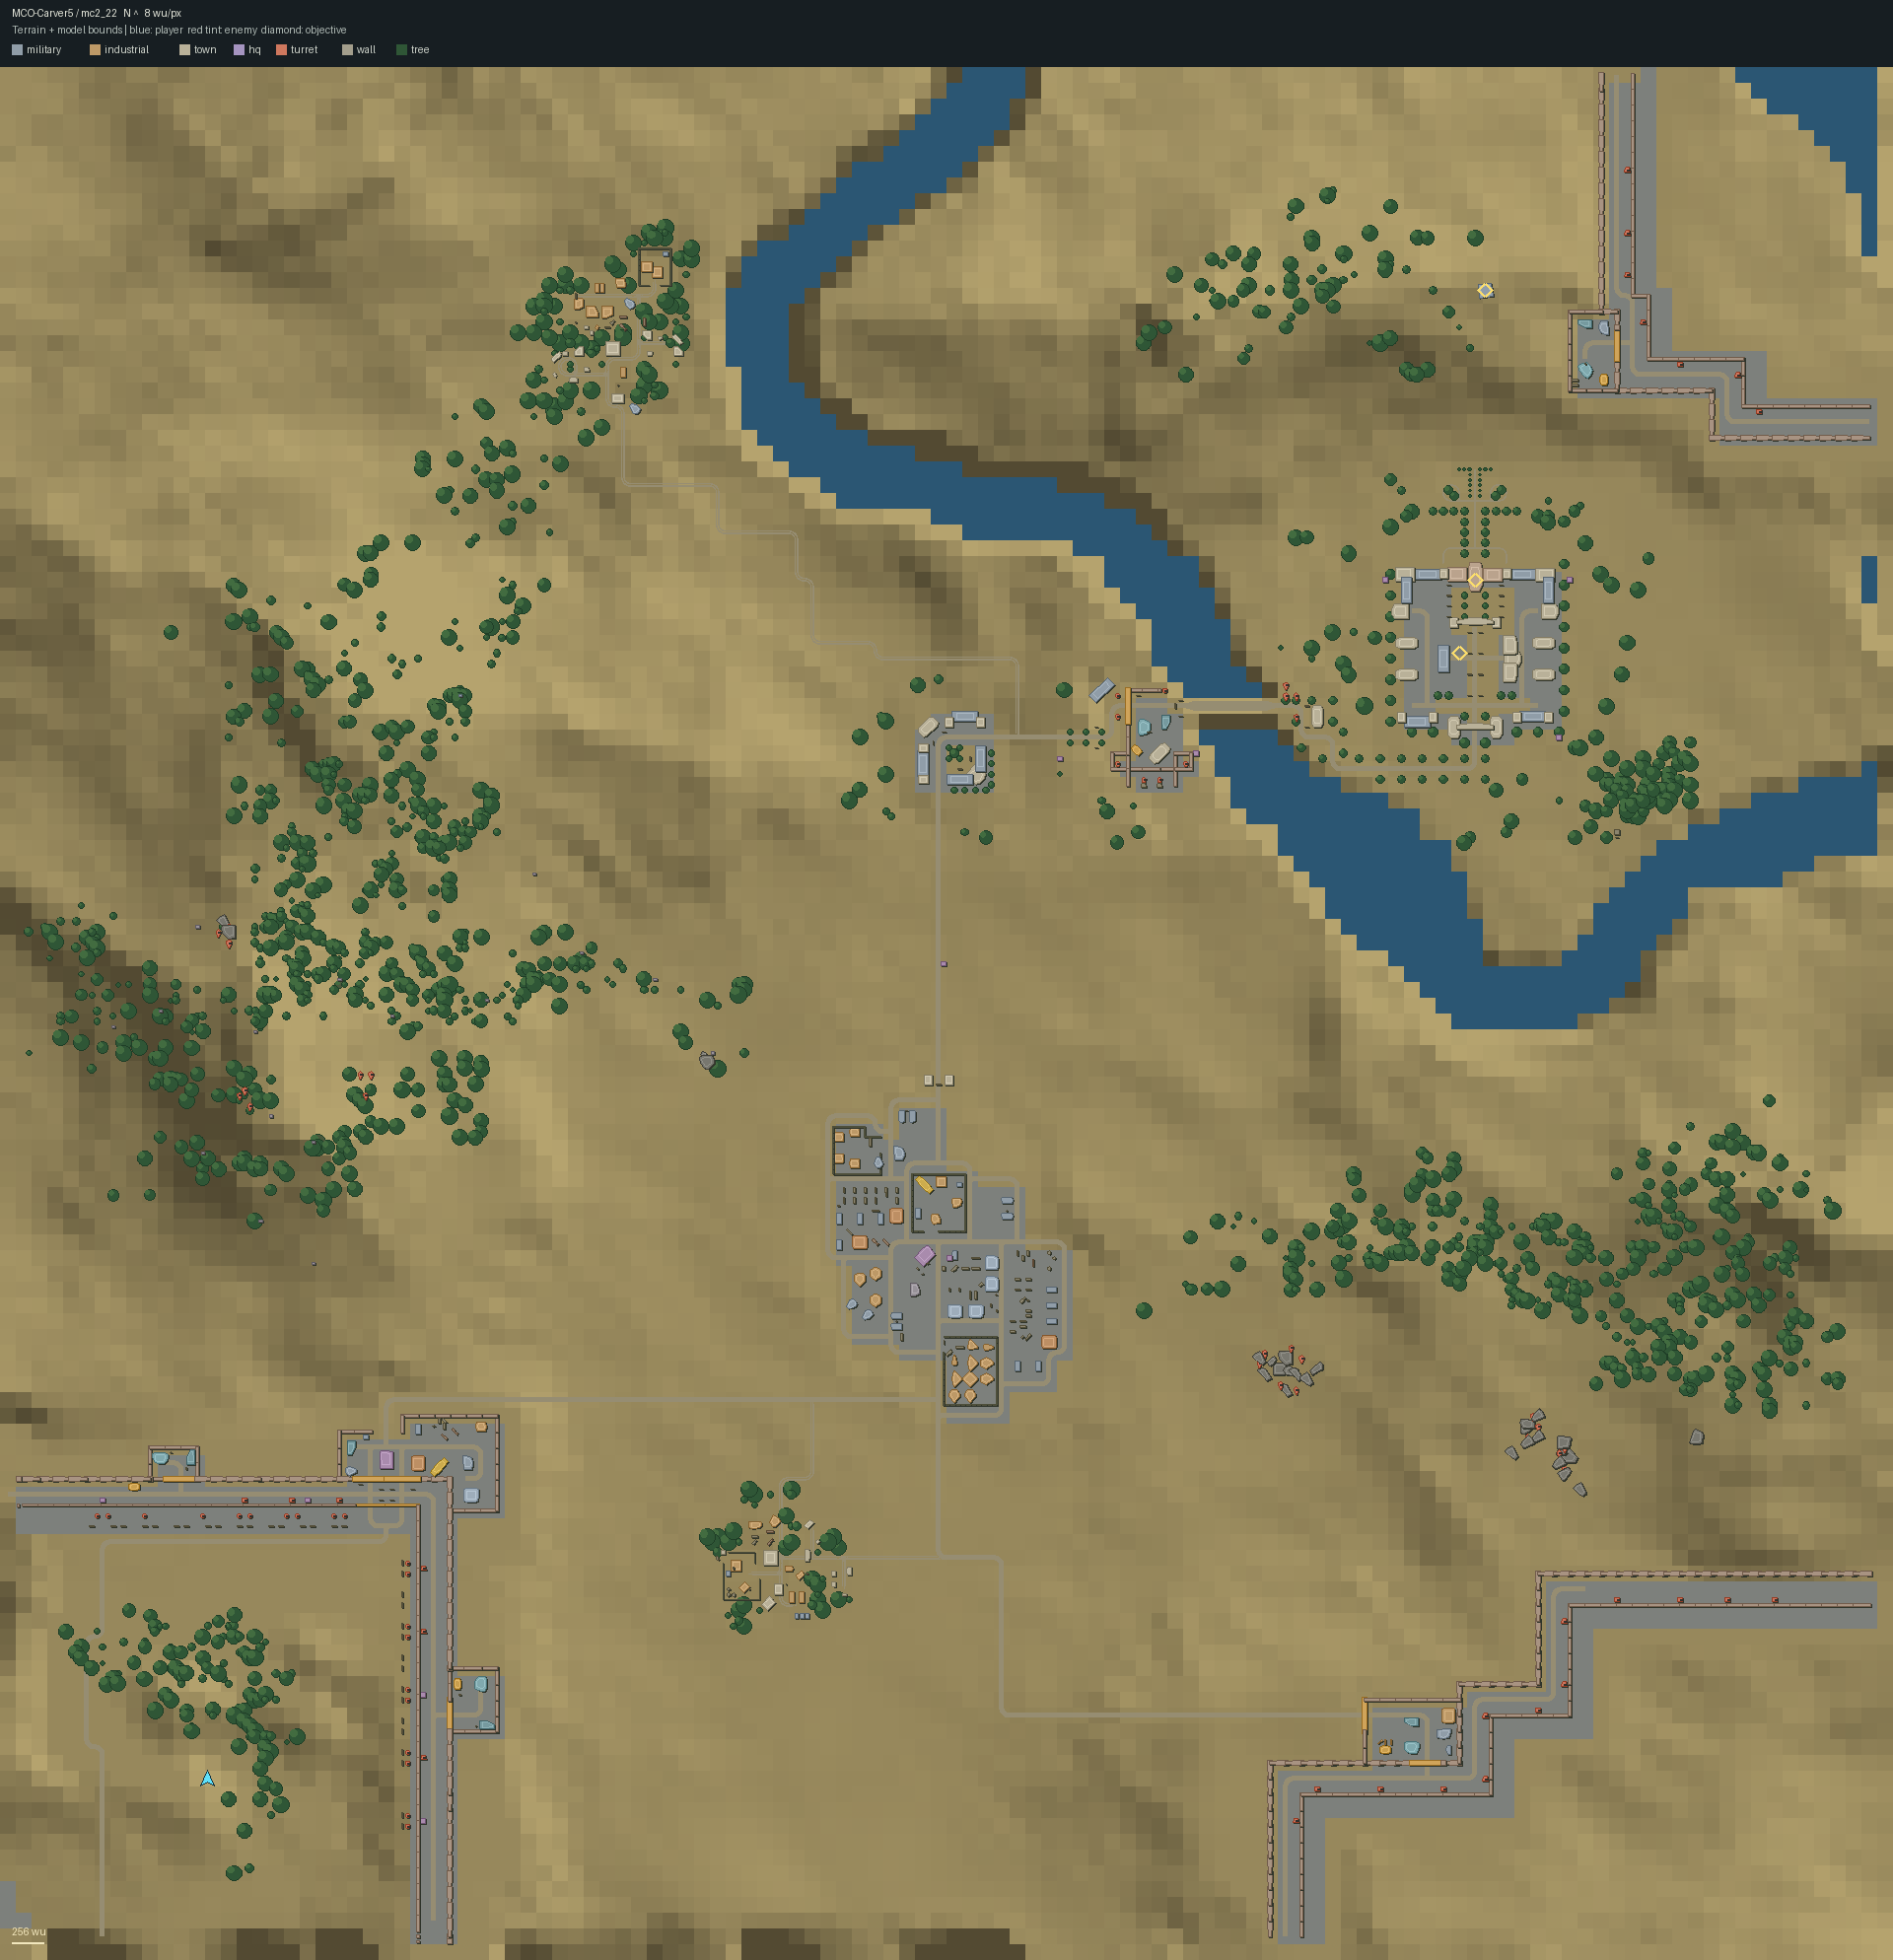 MCO-Carver5 / mc2_22 N ^ 8 wu/px
Terrain + model bounds | blue: player red tint: enemy diamond: objective
military industrial town hq turret wall tree
256 wu